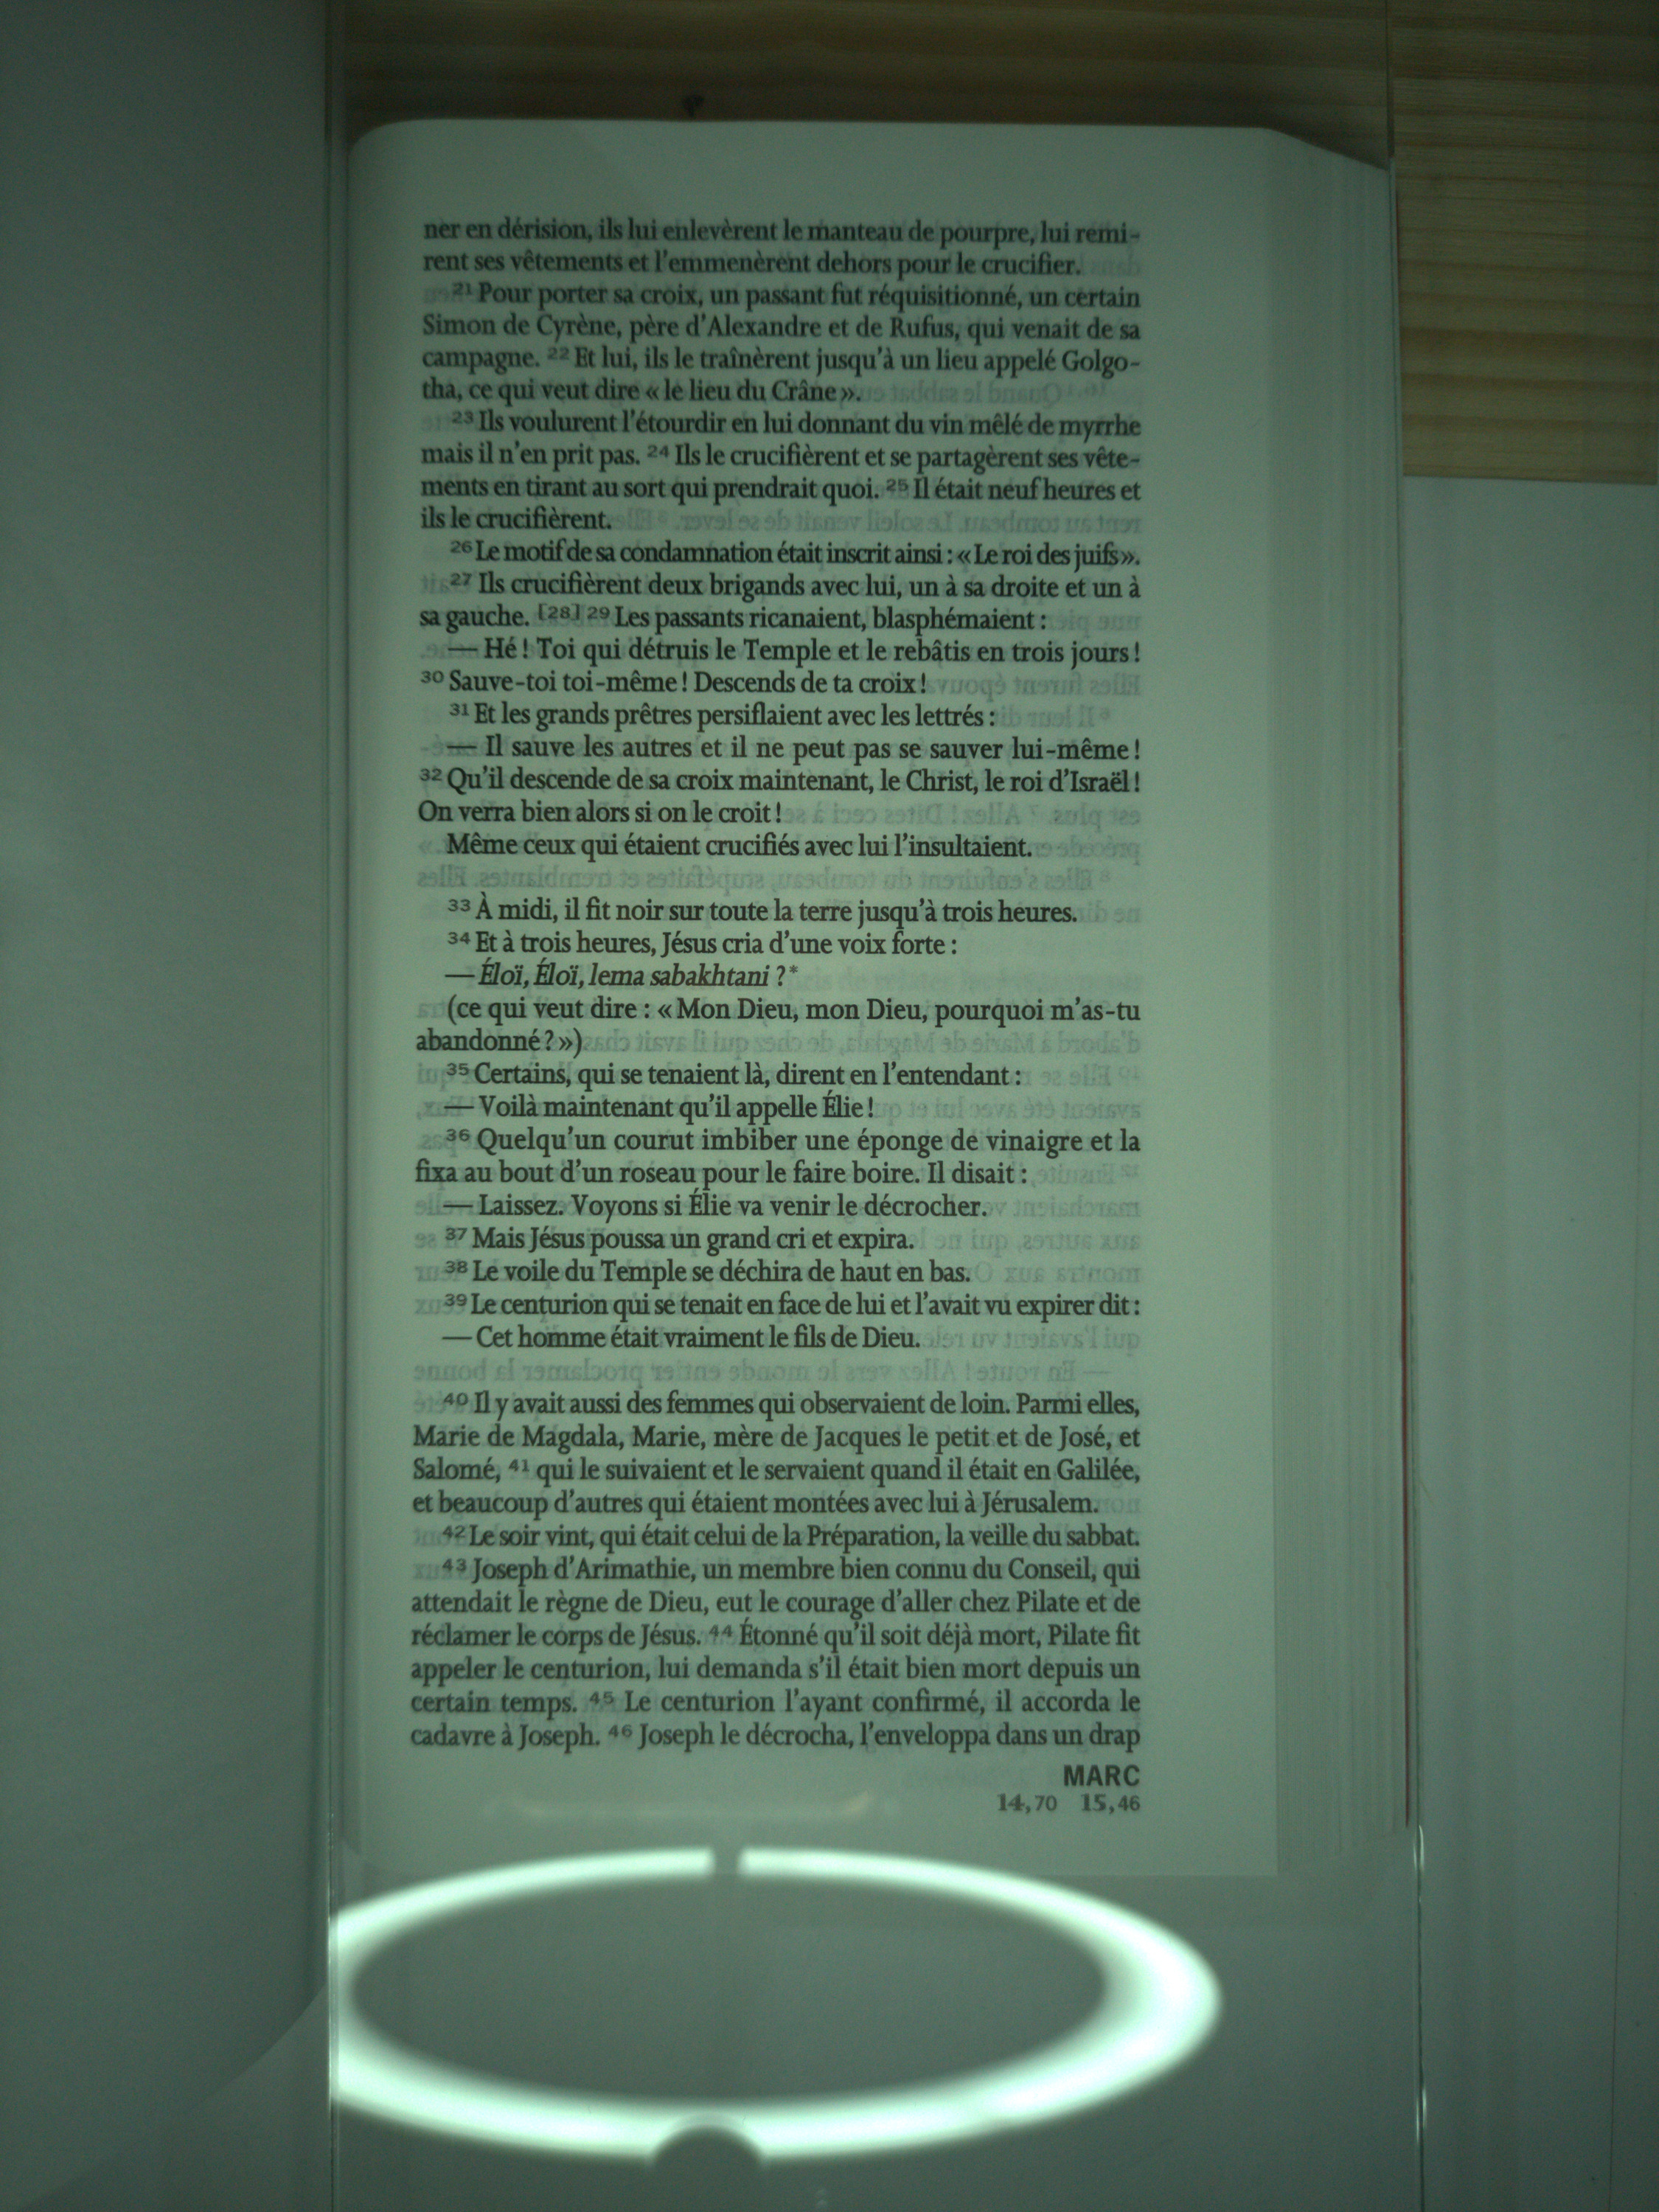 ner en dérision, ils lui enlevèrent le manteau de pourpre, lui remi-
rent ses vêtements et l'emmenèrent dehors pour le crucifier.
21 Pour porter sa croix, un passant fut réquisitionné, un certain
Simon de Cyrène, père d'Alexandre et de Rufus, qui venait de sa
campagne. 22 Et lui, ils le traînèrent jusqu'à un lieu appelé Golgo-
tha, ce qui veut dire « le lieu du Crâne ».
23 Ils voulurent l'étourdir en lui donnant du vin mêlé de myrrhe
mais il n'en prit pas. 24 Ils le crucifièrent et se partagèrent ses vête-
ments en tirant au sort qui prendrait quoi. 25 Il était neuf heures et
ils le crucifièrent.
26 Le motif de sa condamnation était inscrit ainsi : « Le roi des juifs ».
27 Ils crucifièrent deux brigands avec lui, un à sa droite et un à
sa gauche. [28] 29 Les passants ricanaient, blasphémaient :
— Hé ! Toi qui détruis le Temple et le rebâtis en trois jours !
30 Sauve-toi toi-même ! Descends de ta croix !
31 Et les grands prêtres persiflaient avec les lettrés :
— Il sauve les autres et il ne peut pas se sauver lui-même !
32 Qu'il descende de sa croix maintenant, le Christ, le roi d'Israël !
On verra bien alors si on le croit !
Même ceux qui étaient crucifiés avec lui l'insultaient.
33 À midi, il fit noir sur toute la terre jusqu'à trois heures.
34 Et à trois heures, Jésus cria d'une voix forte :
— Éloï, Éloï, lema sabakhtani ?*
(ce qui veut dire : « Mon Dieu, mon Dieu, pourquoi m'as-tu
abandonné ? »)
35 Certains, qui se tenaient là, dirent en l'entendant :
— Voilà maintenant qu'il appelle Élie !
36 Quelqu'un courut imbiber une éponge de vinaigre et la
fixa au bout d'un roseau pour le faire boire. Il disait :
— Laissez. Voyons si Élie va venir le décrocher.
37 Mais Jésus poussa un grand cri et expira.
38 Le voile du Temple se déchira de haut en bas.
39 Le centurion qui se tenait en face de lui et l'avait vu expirer dit :
— Cet homme était vraiment le fils de Dieu.
40 Il y avait aussi des femmes qui observaient de loin. Parmi elles,
Marie de Magdala, Marie, mère de Jacques le petit et de José, et
Salomé, 41 qui le suivaient et le servaient quand il était en Galilée,
et beaucoup d'autres qui étaient montées avec lui à Jérusalem.
42 Le soir vint, qui était celui de la Préparation, la veille du sabbat.
43 Joseph d'Arimathie, un membre bien connu du Conseil, qui
attendait le règne de Dieu, eut le courage d'aller chez Pilate et de
réclamer le corps de Jésus. 44 Étonné qu'il soit déjà mort, Pilate fit
appeler le centurion, lui demanda s'il était bien mort depuis un
certain temps. 45 Le centurion l'ayant confirmé, il accorda le
cadavre à Joseph. 46 Joseph le décrocha, l'enveloppa dans un drap
MARC
14,70 15,46